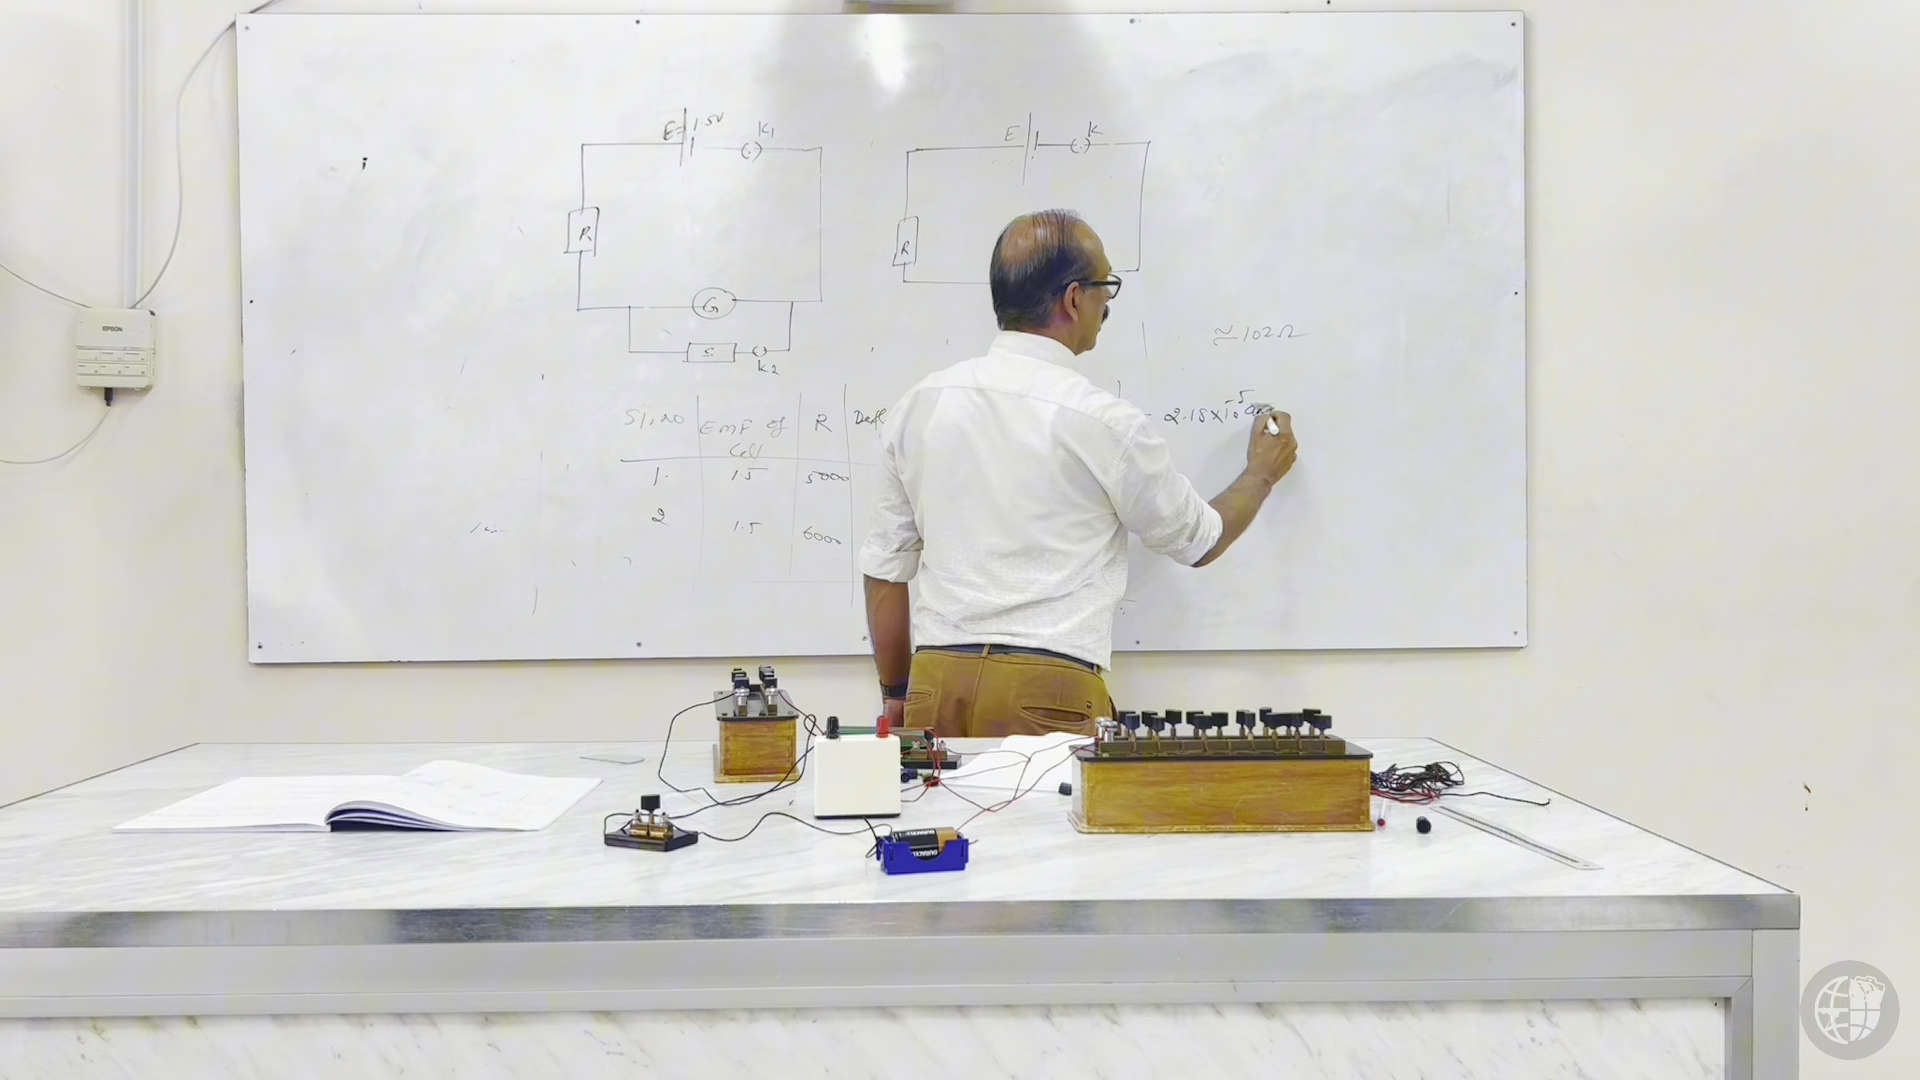 E=1.5V
K1
R
G
S
K2
E
K
R
≃102Ω
2.18×10-5
Sl.no
Emf of
Cell
R
Defl
1.
1.5
5000
2
1.5
6000
EPSON
DURACELL